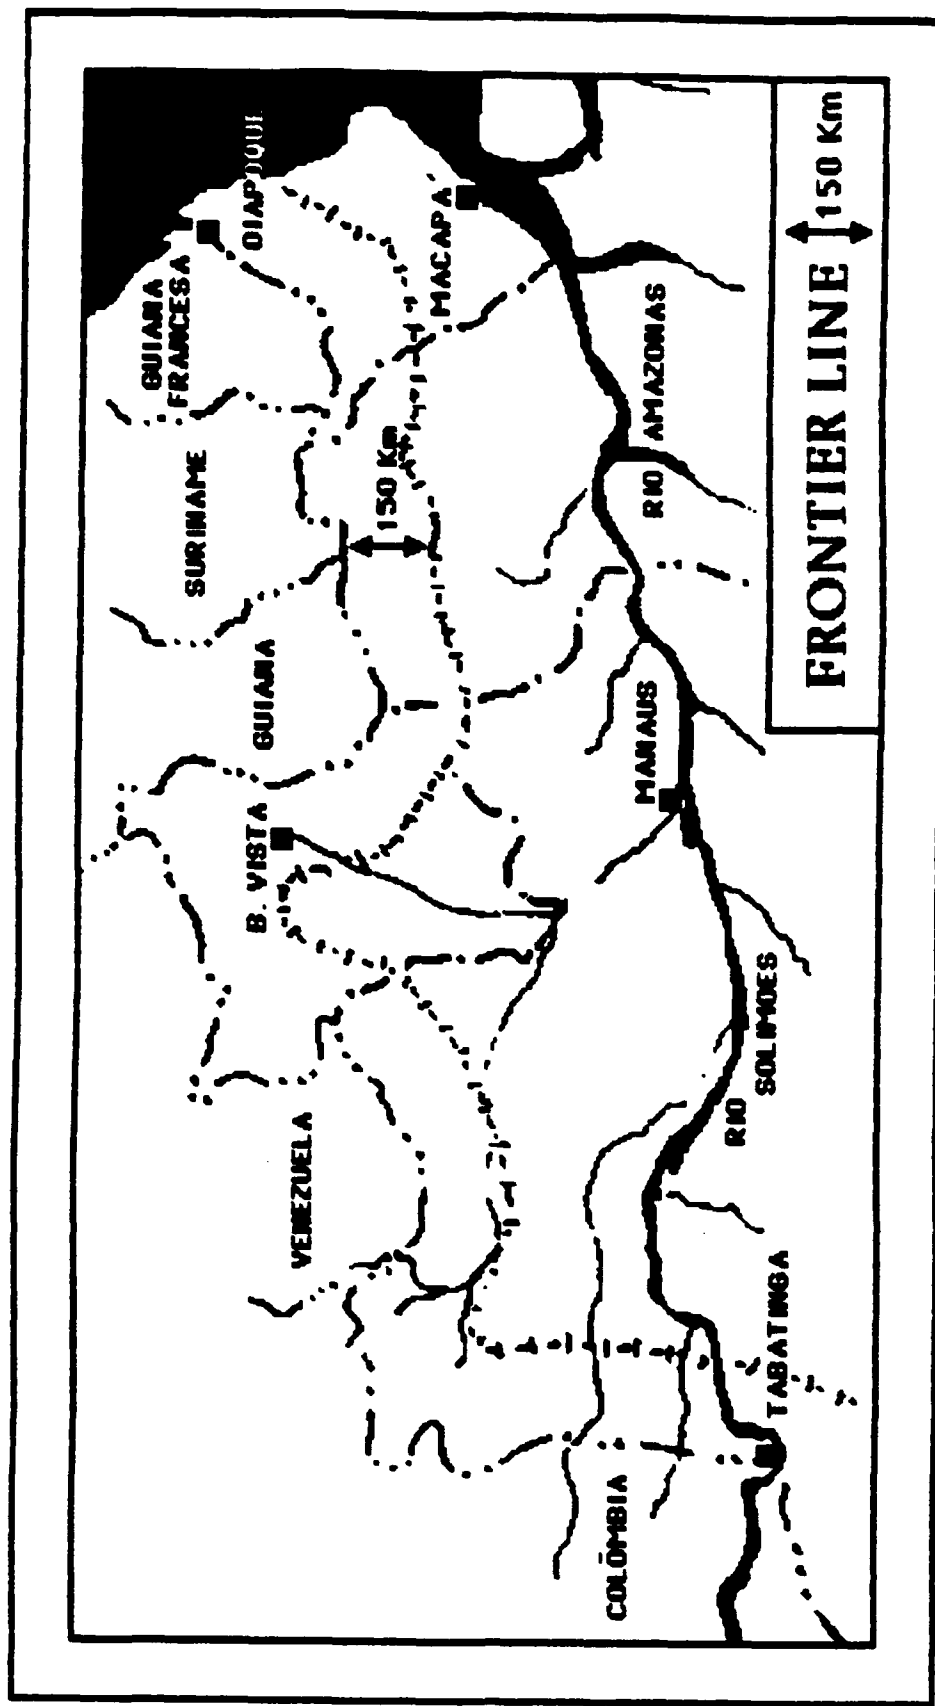 GUIANA
FRANCESA
OIAPOQUE
SURINAME
GUIANA
B. VISTA
VENEZUELA
COLÔMBIA
150 Km
MACAPÁ
RIO AMAZONAS
MANAUS
RIO
SOLIMOES
TABATINGA
FRONTIER LINE 150 Km